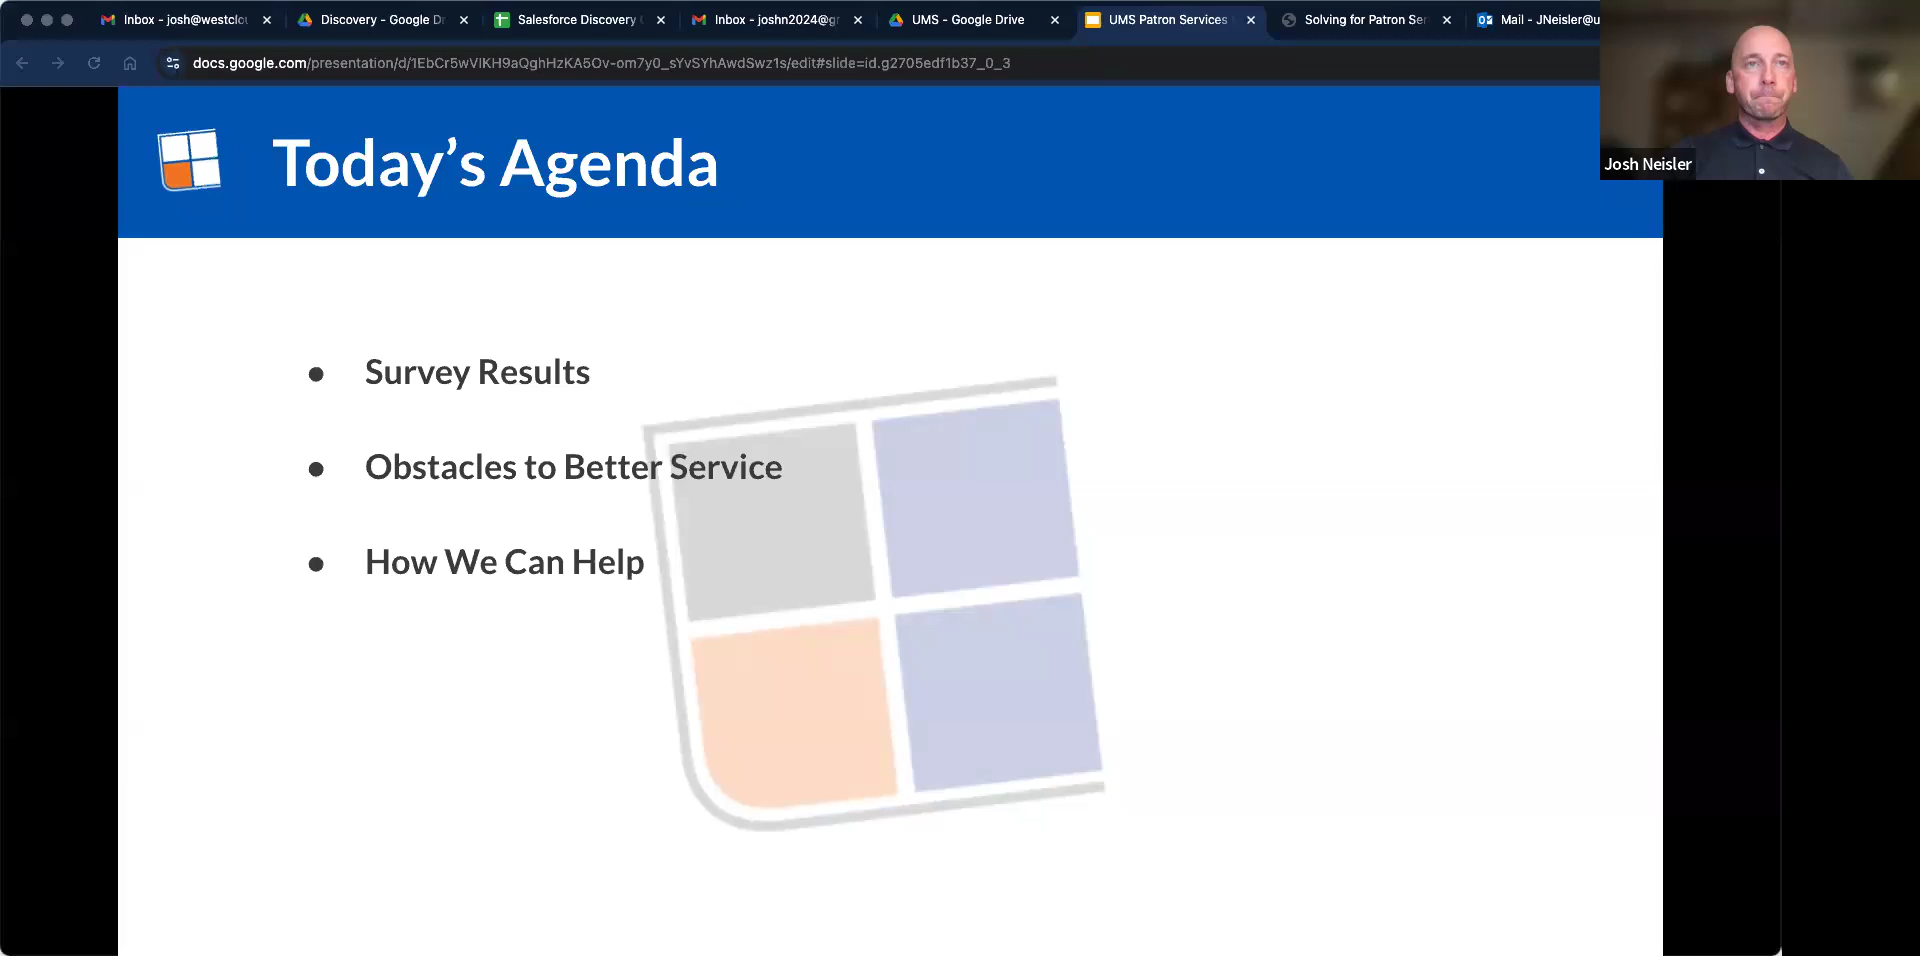 Inbox - josh@westclo
Discovery - Google Dr
Salesforce Discovery
Inbox - joshn2024@gr
UMS - Google Drive
UMS Patron Services
Solving for Patron Ser
Mail - JNeisler@u
docs.google.com/presentation/d/1EbCr5wVIKH9aQghHzKA5Ov-om7y0_sYvSYhAwdSwz1s/edit#slide=id.g2705edf1b37_0_3
Josh Neisler
Today’s Agenda
● Survey Results
● Obstacles to Better Service
● How We Can Help